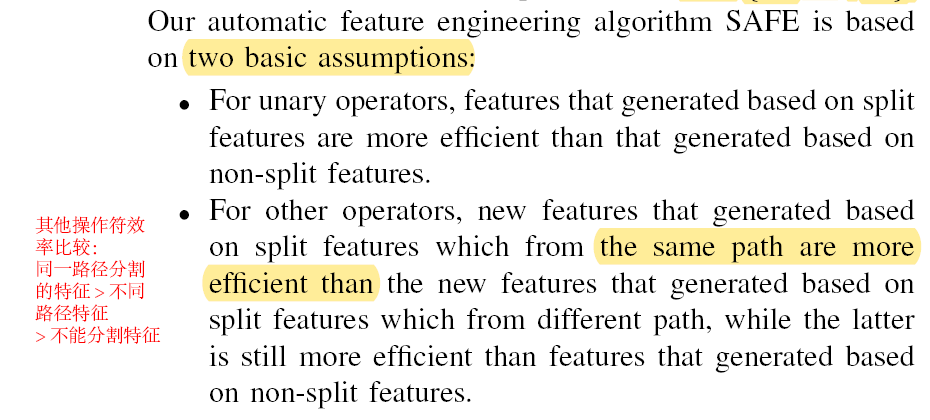 Our automatic feature engineering algorithm SAFE is based
on two basic assumptions:
• For unary operators, features that generated based on split
features are more efficient than that generated based on
non-split features.
• For other operators, new features that generated based
on split features which from the same path are more
efficient than the new features that generated based on
split features which from different path, while the latter
is still more efficient than features that generated based
on non-split features.
其他操作符效
率比较:
同一路径分割
的特征 > 不同
路径特征
> 不能分割特征